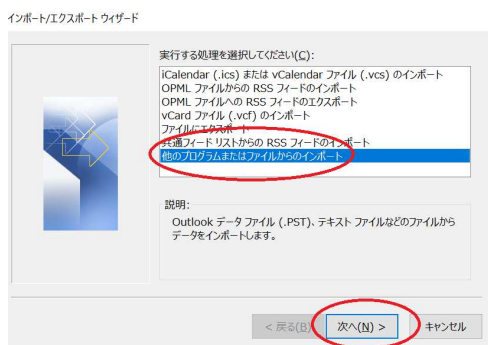 インポート/エクスポート ウィザード
実行する処理を選択してください(C):
iCalendar (.ics) または vCalendar ファイル (.vcs) のインポート
OPML ファイルからの RSS フィードのインポート
OPML ファイルへの RSS フィードのエクスポート
vCard ファイル (.vcf) のインポート
ファイルにエクスポート
共通フィード リストからの RSS フィードのインポート
他のプログラムまたはファイルからのインポート
説明:
Outlook データ ファイル (.PST)、テキスト ファイルなどのファイルから
データをインポートします。
< 戻る(B) 次へ(N) > キャンセル